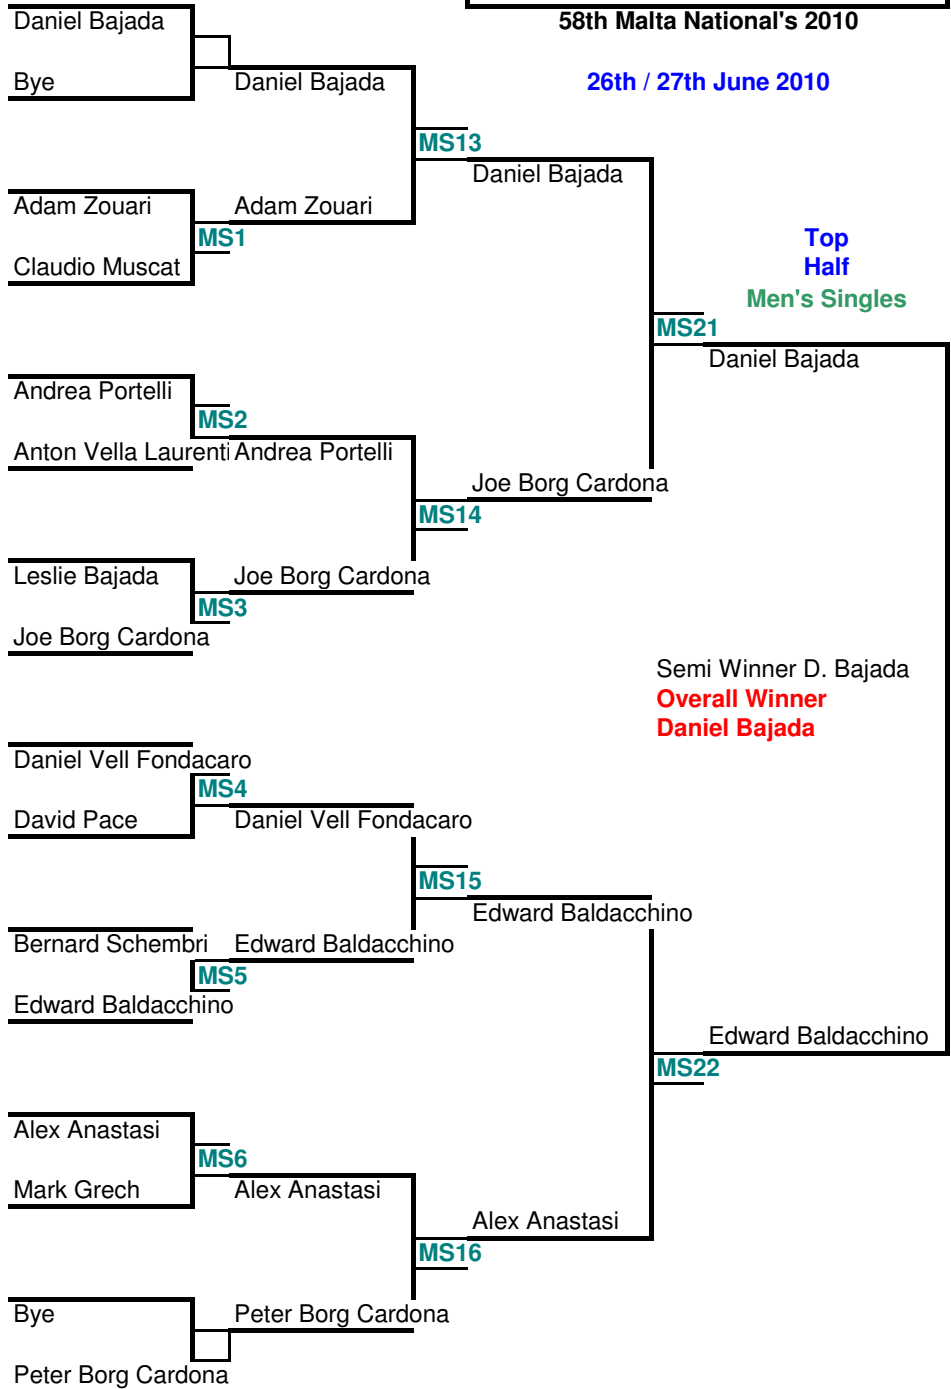 Daniel Bajada
58th Malta National's 2010
Bye
Daniel Bajada
26th / 27th June 2010
MS13
Daniel Bajada
Adam Zouari
Adam Zouari
MS1
Top
Claudio Muscat
Half
Men's Singles
MS21
Daniel Bajada
Andrea Portelli
MS2
Anton Vella Laurenti
Andrea Portelli
Joe Borg Cardona
MS14
Leslie Bajada
Joe Borg Cardona
MS3
Joe Borg Cardona
Semi Winner D. Bajada
Overall Winner
Daniel Bajada
Daniel Vell Fondacaro
MS4
David Pace
Daniel Vell Fondacaro
MS15
Edward Baldacchino
Bernard Schembri
Edward Baldacchino
MS5
Edward Baldacchino
Edward Baldacchino
MS22
Alex Anastasi
MS6
Mark Grech
Alex Anastasi
Alex Anastasi
MS16
Bye
Peter Borg Cardona
Peter Borg Cardona